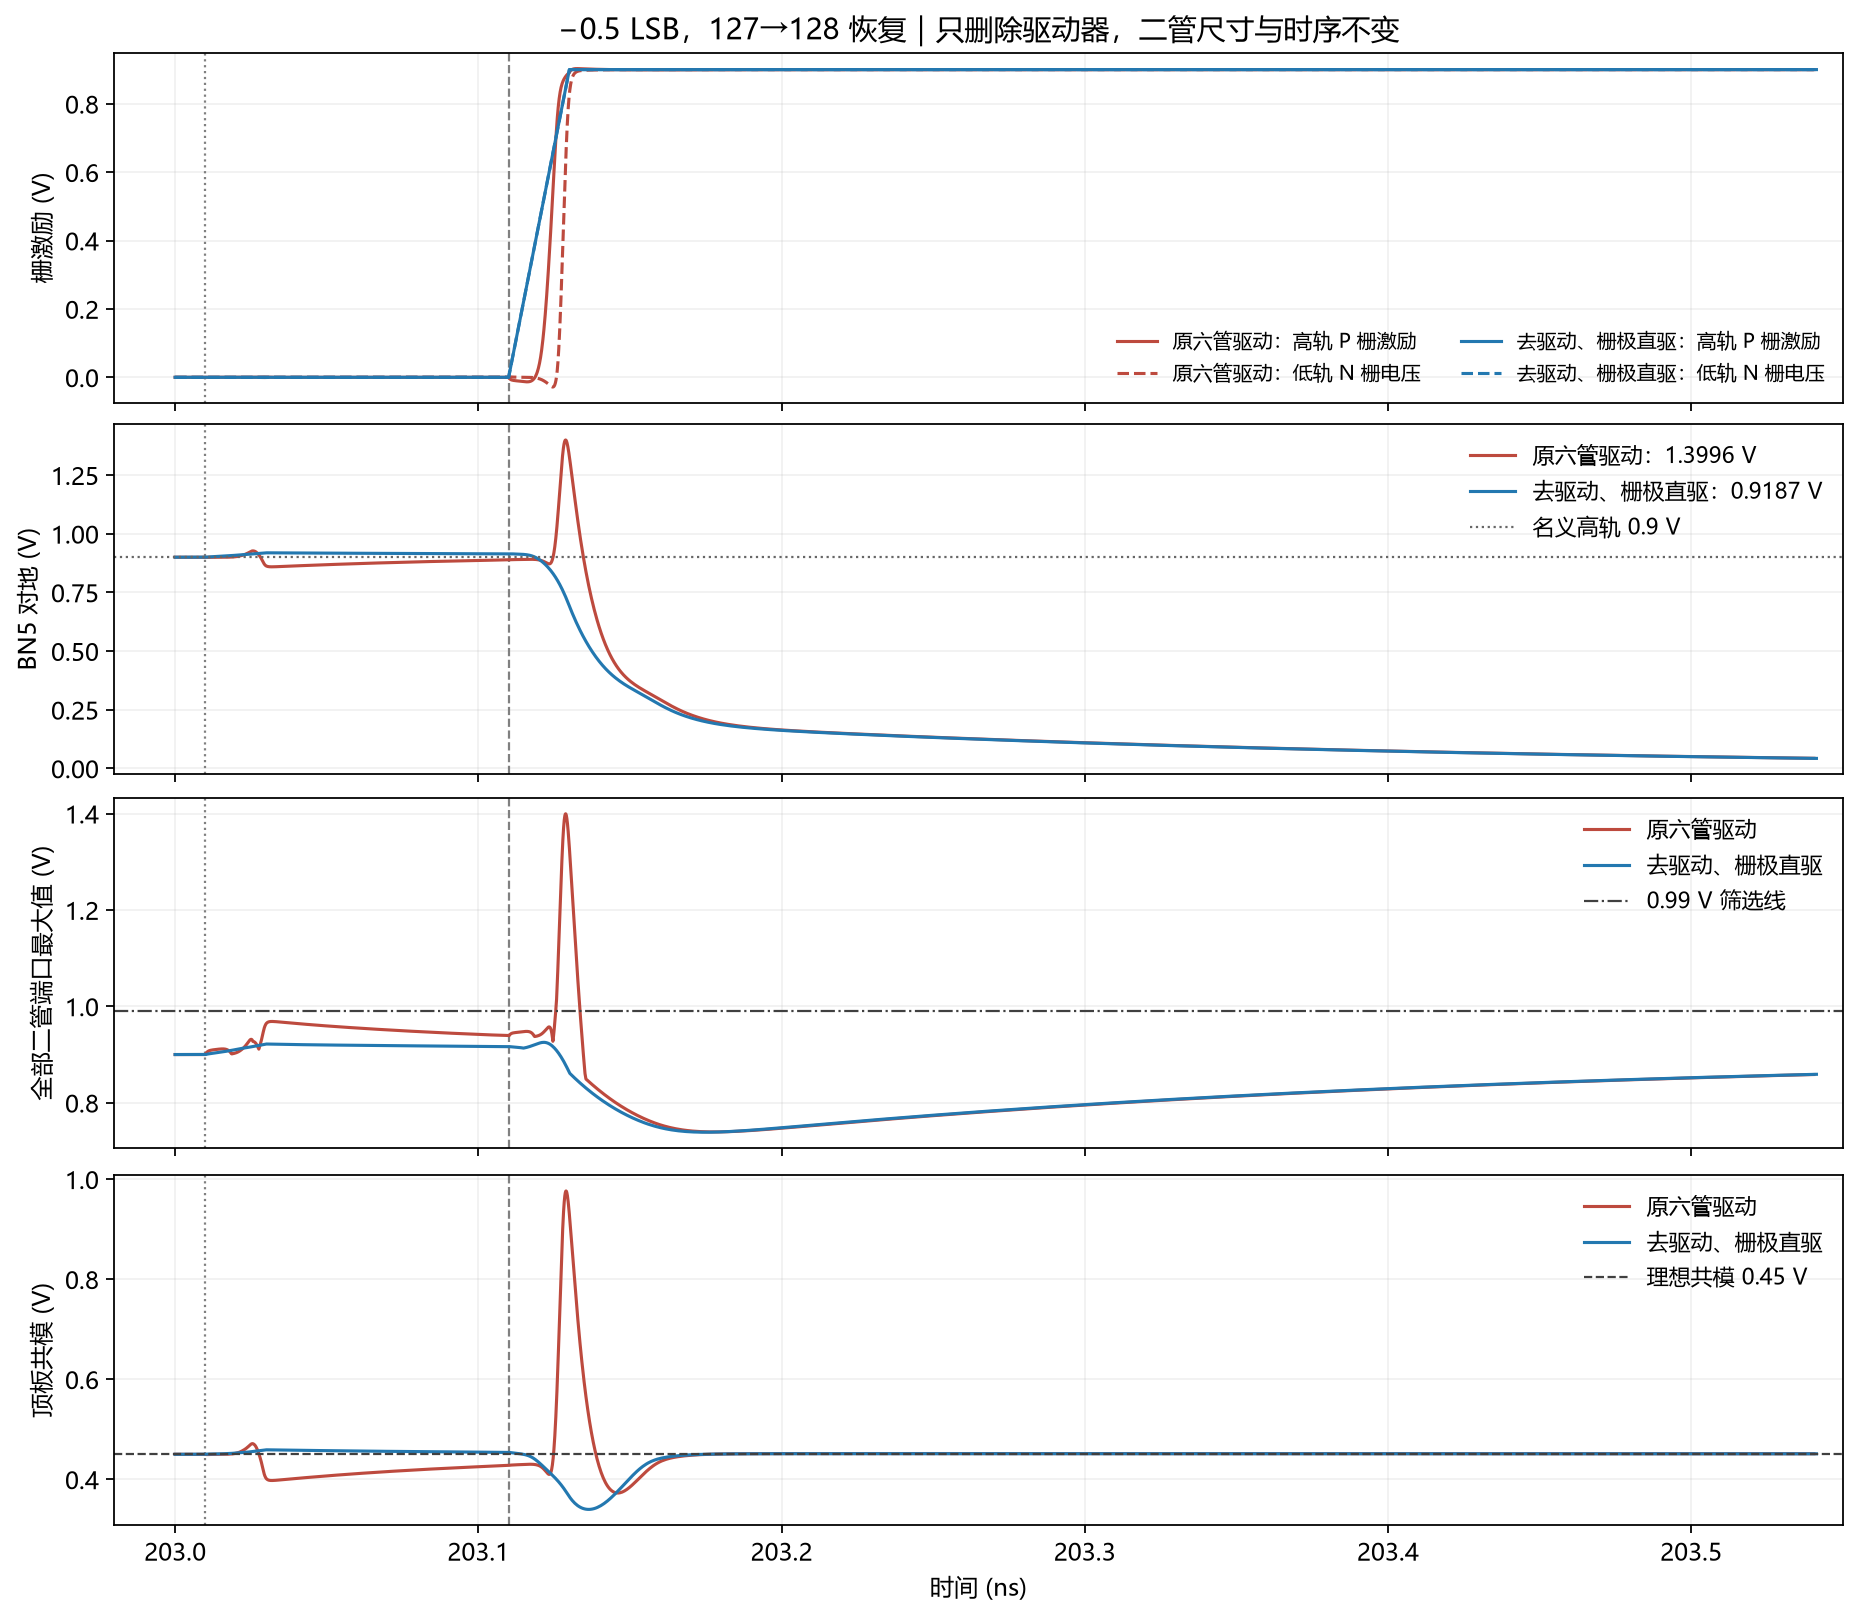 −0.5 LSB，127→128 恢复｜只删除驱动器，二管尺寸与时序不变
栅激励 (V)
0.8
0.6
0.4
0.2
0.0
原六管驱动：高轨 P 栅激励
原六管驱动：低轨 N 栅电压
去驱动、栅极直驱：高轨 P 栅激励
去驱动、栅极直驱：低轨 N 栅电压
BN5 对地 (V)
1.25
1.00
0.75
0.50
0.25
0.00
原六管驱动：1.3996 V
去驱动、栅极直驱：0.9187 V
名义高轨 0.9 V
全部二管端口最大值 (V)
1.4
1.2
1.0
0.8
原六管驱动
去驱动、栅极直驱
0.99 V 筛选线
顶板共模 (V)
1.0
0.8
0.6
0.4
原六管驱动
去驱动、栅极直驱
理想共模 0.45 V
203.0
203.1
203.2
203.3
203.4
203.5
时间 (ns)